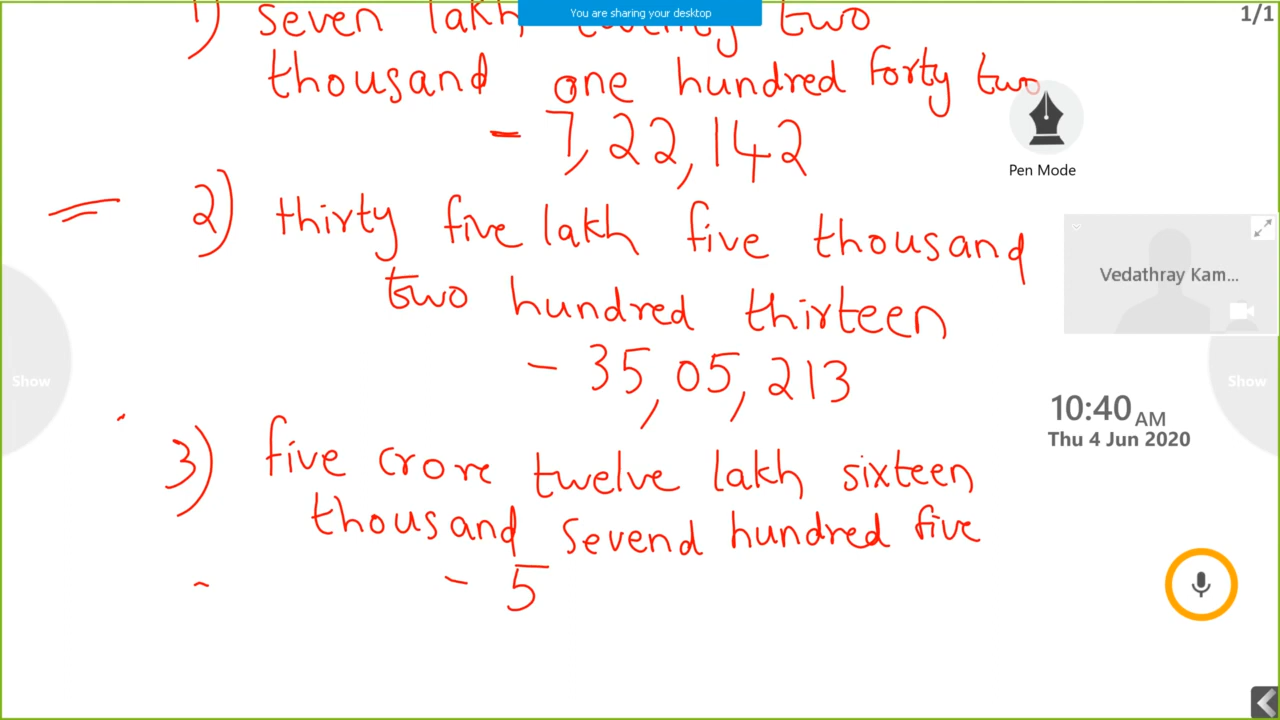 You are sharing your desktop
1/1
1) seven lakh twenty two
thousand one hundred forty two
- 7,22,142
Pen Mode
2) thirty five lakh five thousand
two hundred thirteen
- 35,05,213
Vedathray Kam...
Show
Show
10:40 AM
Thu 4 Jun 2020
3) five crore twelve lakh sixteen
thousand sevend hundred five
- 5